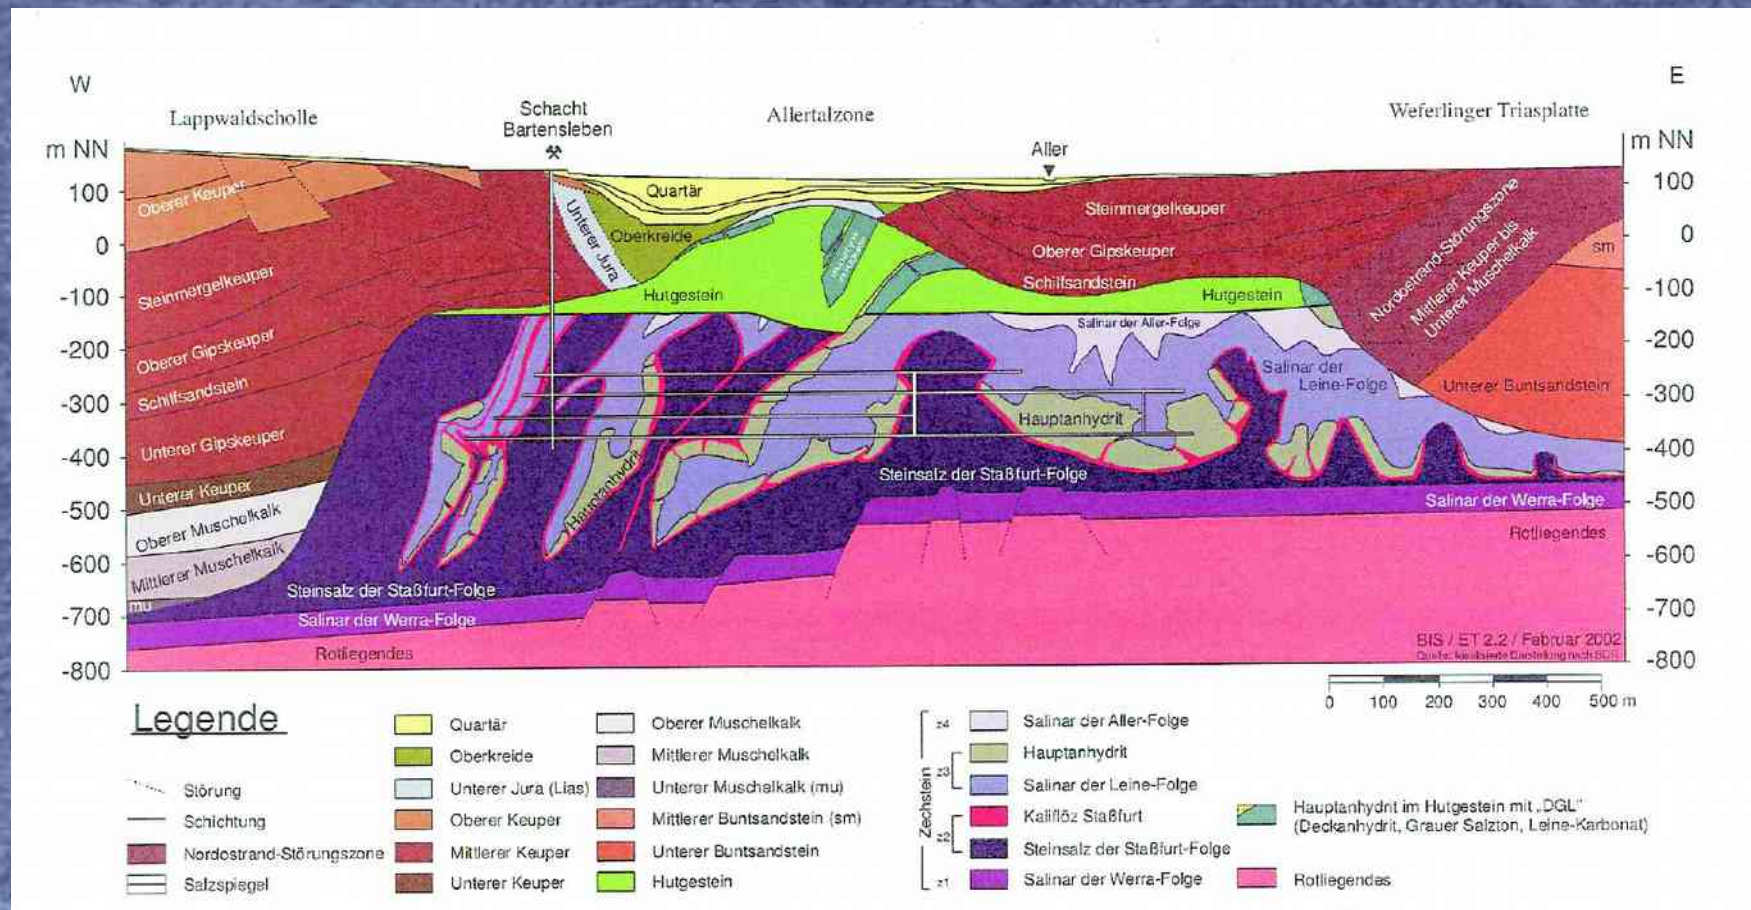 W
E
Lappwaldscholle
Schacht
Bartensleben
Allertalzone
Weferlinger Triasplatte
m NN
Aller
m NN
100
0
-100
-200
-300
-400
-500
-600
-700
-800
100
0
-100
-200
-300
-400
-500
-600
-700
-800
Oberer Keuper
Steinmergelkeuper
Oberer Gipskeuper
Schilfsandstein
Unterer Gipskeuper
Unterer Keuper
Oberer Muschelkalk
Mittlerer Muschelkalk
mu
Unterer Jura
Quartär
Oberkreide
Hutgestein
Steinmergelkeuper
Oberer Gipskeuper
Schilfsandstein
Hutgestein
Nordostrand-Störungszone
Mittlerer Keuper bis
Unterer Muschelkalk
sm
Unterer Buntsandstein
Salinar der Aller-Folge
Salinar der
Leine-Folge
Hauptanhydrit
Hauptanhydrit
Steinsalz der Staßfurt-Folge
Salinar der Werra-Folge
Rotliegendes
Steinsalz der Staßfurt-Folge
Salinar der Werra-Folge
Rotliegendes
BfS / ET 2.2 / Februar 2002
0 100 200 300 400 500 m
Legende
Störung
Schichtung
Nordostrand-Störungszone
Salzspiegel
Quartär
Oberkreide
Unterer Jura (Lias)
Oberer Keuper
Mittlerer Keuper
Unterer Keuper
Oberer Muschelkalk
Mittlerer Muschelkalk
Unterer Muschelkalk (mu)
Mittlerer Buntsandstein (sm)
Unterer Buntsandstein
Hutgestein
Zechstein
z4
z3
z2
z1
Salinar der Aller-Folge
Hauptanhydrit
Salinar der Leine-Folge
Kaliflöz Staßfurt
Steinsalz der Staßfurt-Folge
Salinar der Werra-Folge
Hauptanhydrit im Hutgestein mit „DGL"
(Deckanhydrit, Grauer Salzton, Leine-Karbonat)
Rotliegendes